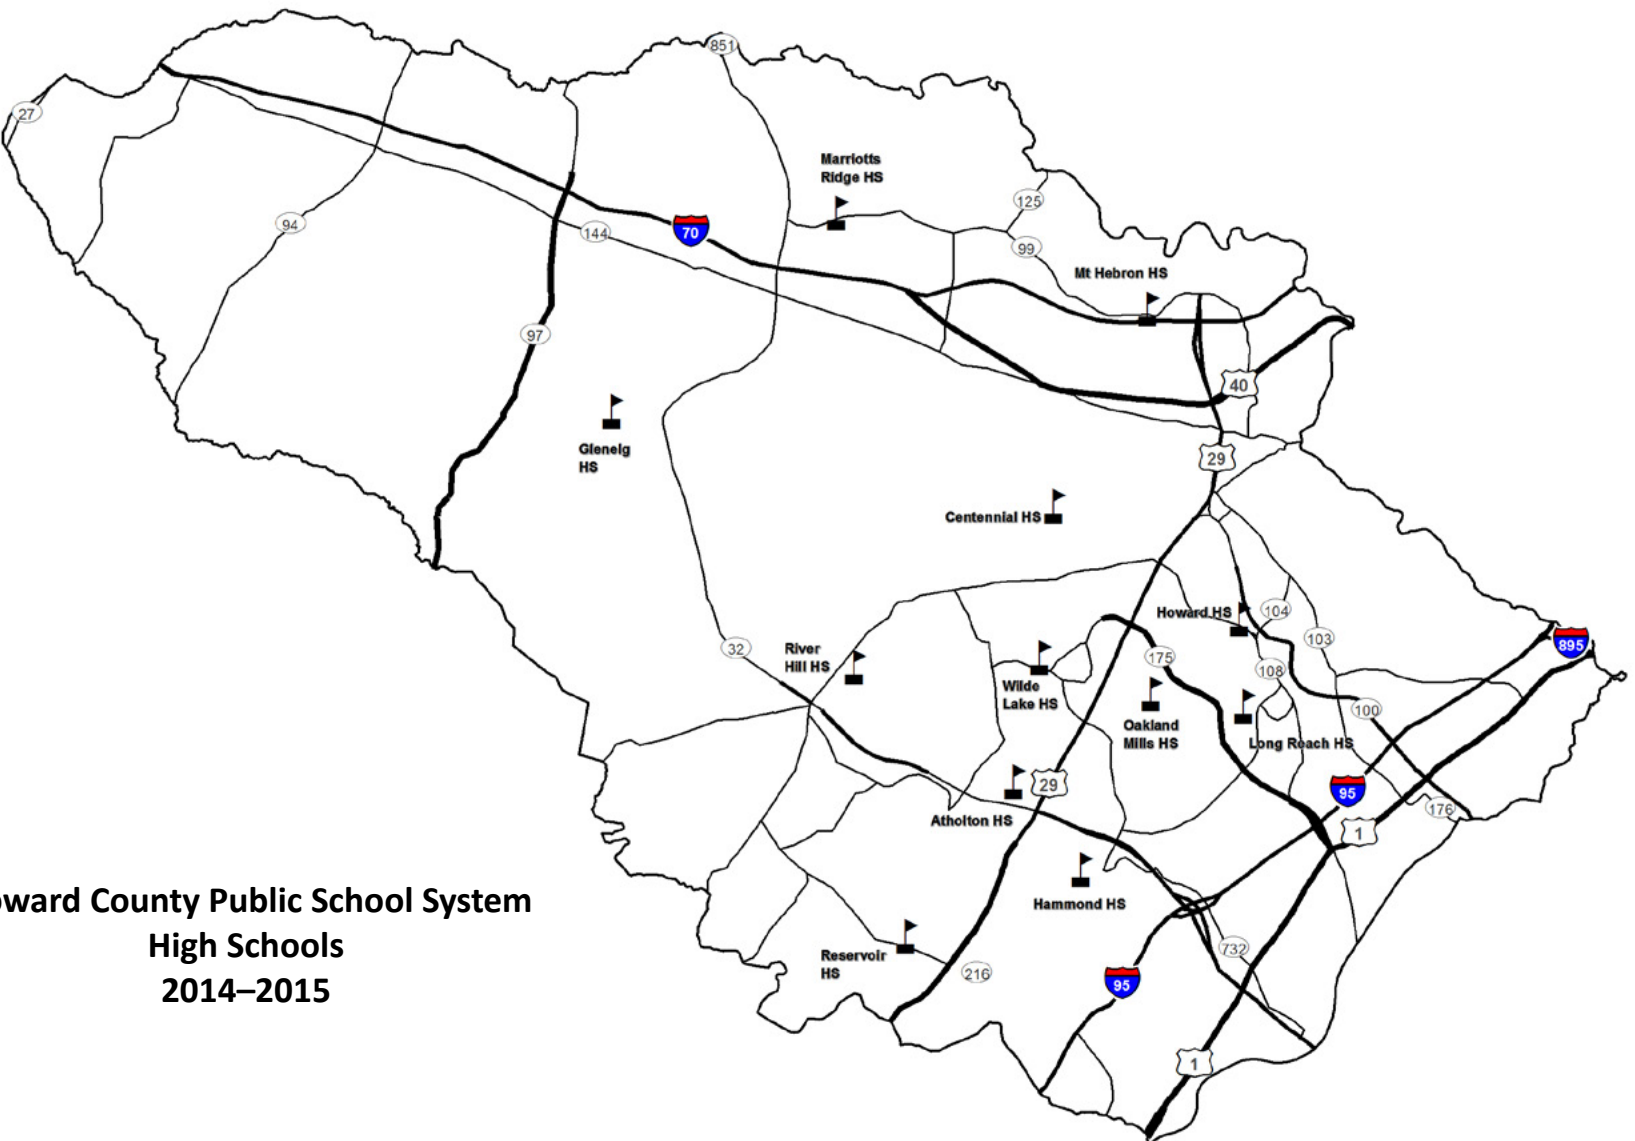 851
27
Marriotts
Ridge HS
125
94
144
70
99
Mt Hebron HS
97
40
Glenelg
HS
29
Centennial HS
Howard HS
104
103
895
32
River
Hill HS
175
108
Wilde
Lake HS
100
Oakland
Mills HS
Long Reach HS
29
95
176
Atholton HS
1
Hammond HS
oward County Public School System
High Schools
2014–2015
732
Reservoir
HS
216
95
1